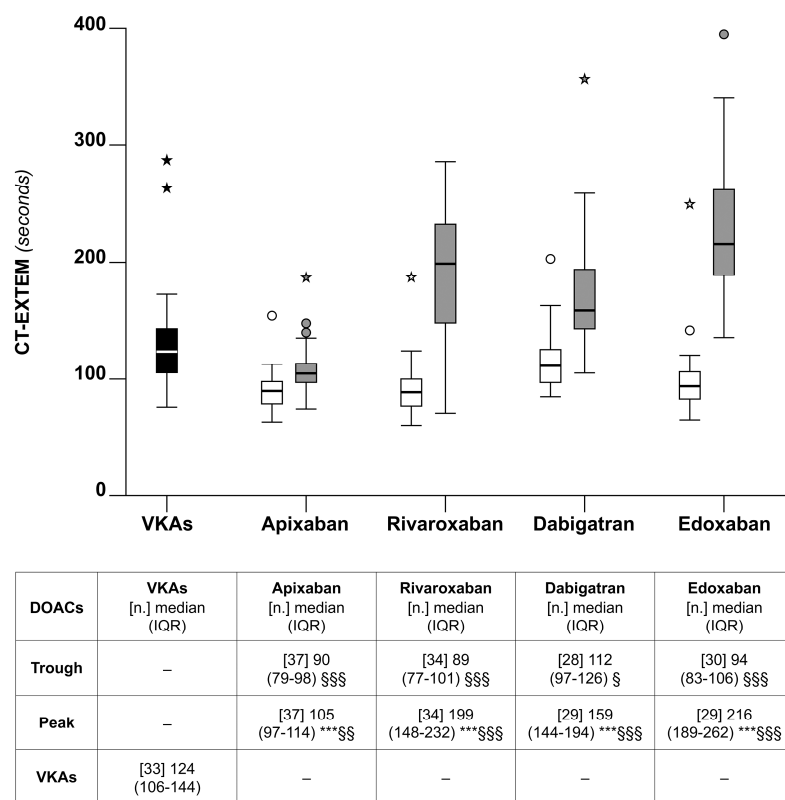 400
300
200
100
0
CT-EXTEM (seconds)
VKAs Apixaban Rivaroxaban Dabigatran Edoxaban
DOACs
VKAs
[n.] median
(IQR)
Apixaban
[n.] median
(IQR)
Rivaroxaban
[n.] median
(IQR)
Dabigatran
[n.] median
(IQR)
Edoxaban
[n.] median
(IQR)
Trough
–
[37] 90
(79-98) §§§
[34] 89
(77-101) §§§
[28] 112
(97-126) §
[30] 94
(83-106) §§§
Peak
–
[37] 105
(97-114) ***§§
[34] 199
(148-232) ***§§§
[29] 159
(144-194) ***§§§
[29] 216
(189-262) ***§§§
VKAs
[33] 124
(106-144)
–
–
–
–